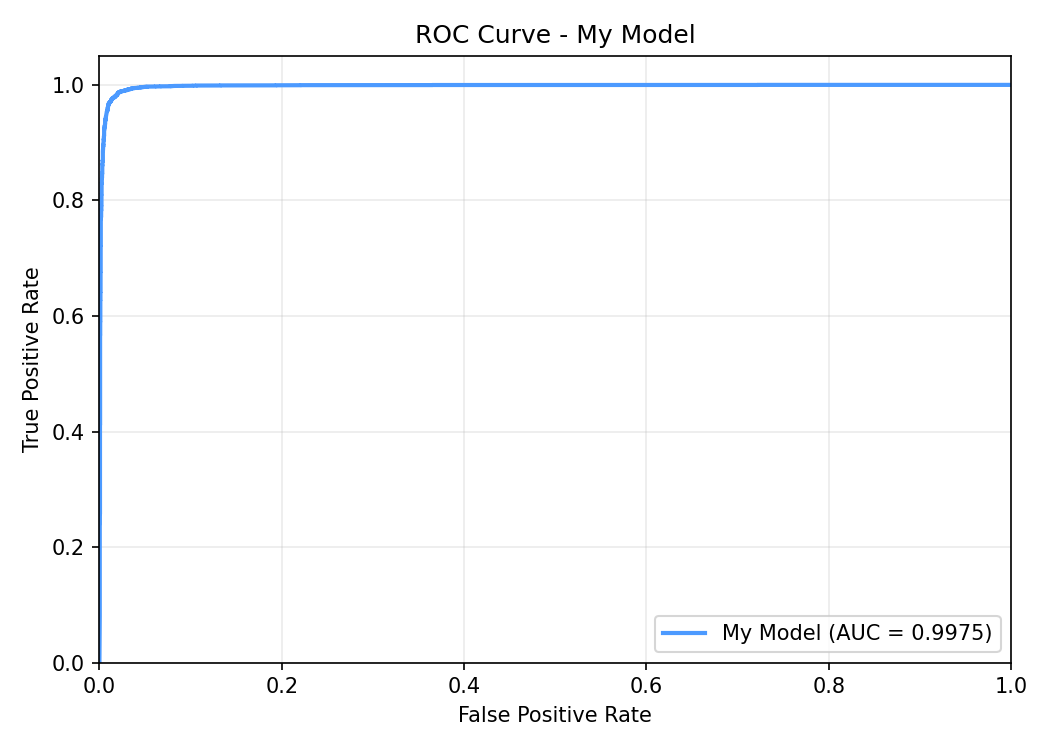 ROC Curve - My Model
True Positive Rate
1.0
0.8
0.6
0.4
0.2
0.0
My Model (AUC = 0.9975)
0.0 0.2 0.4 0.6 0.8 1.0
False Positive Rate